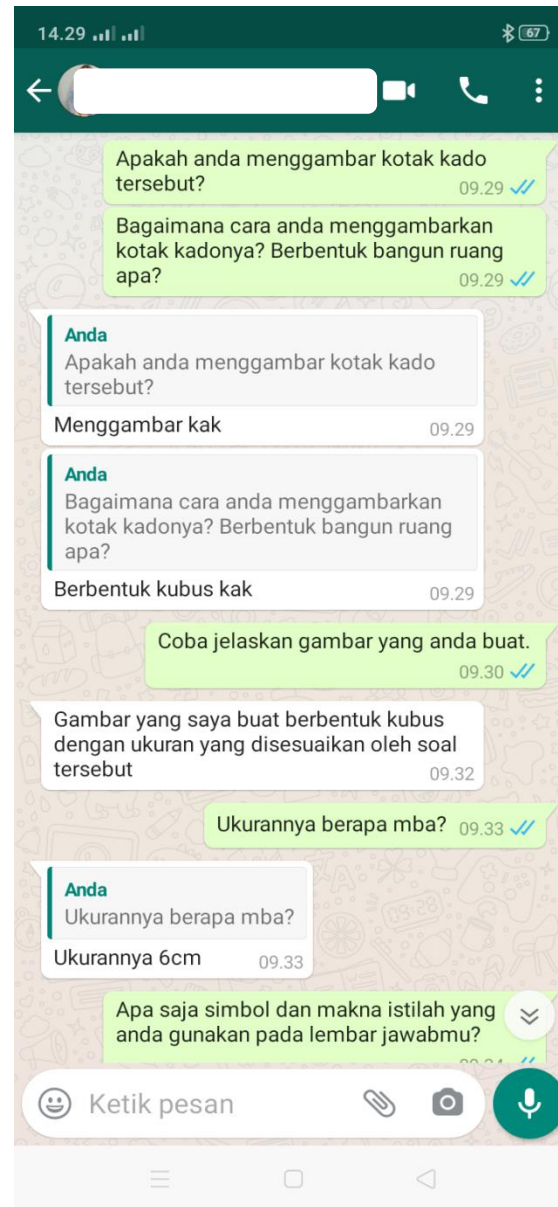 14.29
67
Apakah anda menggambar kotak kado
tersebut?
09.29
Bagaimana cara anda menggambarkan
kotak kadonya? Berbentuk bangun ruang
apa?
09.29
Anda
Apakah anda menggambar kotak kado
tersebut?
Menggambar kak
09.29
Anda
Bagaimana cara anda menggambarkan
kotak kadonya? Berbentuk bangun ruang
apa?
Berbentuk kubus kak
09.29
Coba jelaskan gambar yang anda buat.
09.30
Gambar yang saya buat berbentuk kubus
dengan ukuran yang disesuaikan oleh soal
tersebut
09.32
Ukurannya berapa mba? 09.33
Anda
Ukurannya berapa mba?
Ukurannya 6cm
09.33
Apa saja simbol dan makna istilah yang
anda gunakan pada lembar jawabmu?
Ketik pesan